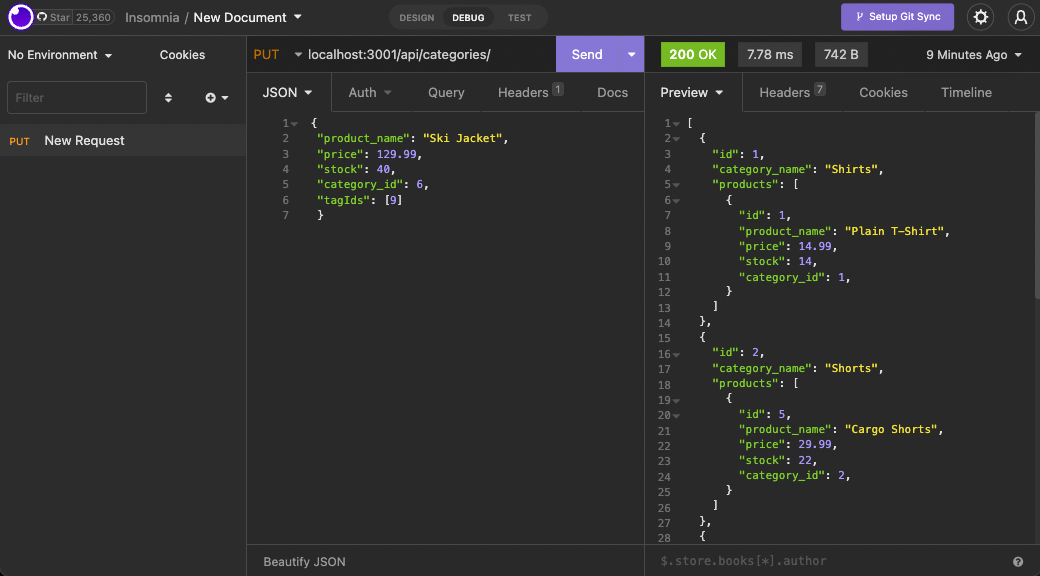 Star 25,360 Insomnia / New Document DESIGN DEBUG TEST Setup Git Sync
No Environment Cookies PUT localhost:3001/api/categories/ Send 200 OK 7.78 ms 742 B 9 Minutes Ago
Filter
JSON Auth Query Headers 1 Docs
Preview Headers 7 Cookies Timeline
PUT New Request
1 {
2 "product_name": "Ski Jacket",
3 "price": 129.99,
4 "stock": 40,
5 "category_id": 6,
6 "tagIds": [9]
7 }
Beautify JSON
1 [
2 {
3 "id": 1,
4 "category_name": "Shirts",
5 "products": [
6 {
7 "id": 1,
8 "product_name": "Plain T-Shirt",
9 "price": 14.99,
10 "stock": 14,
11 "category_id": 1,
12 }
13 ]
14 },
15 {
16 "id": 2,
17 "category_name": "Shorts",
18 "products": [
19 {
20 "id": 5,
21 "product_name": "Cargo Shorts",
22 "price": 29.99,
23 "stock": 22,
24 "category_id": 2,
25 }
26 ]
27 },
28 {
$.store.books[*].author